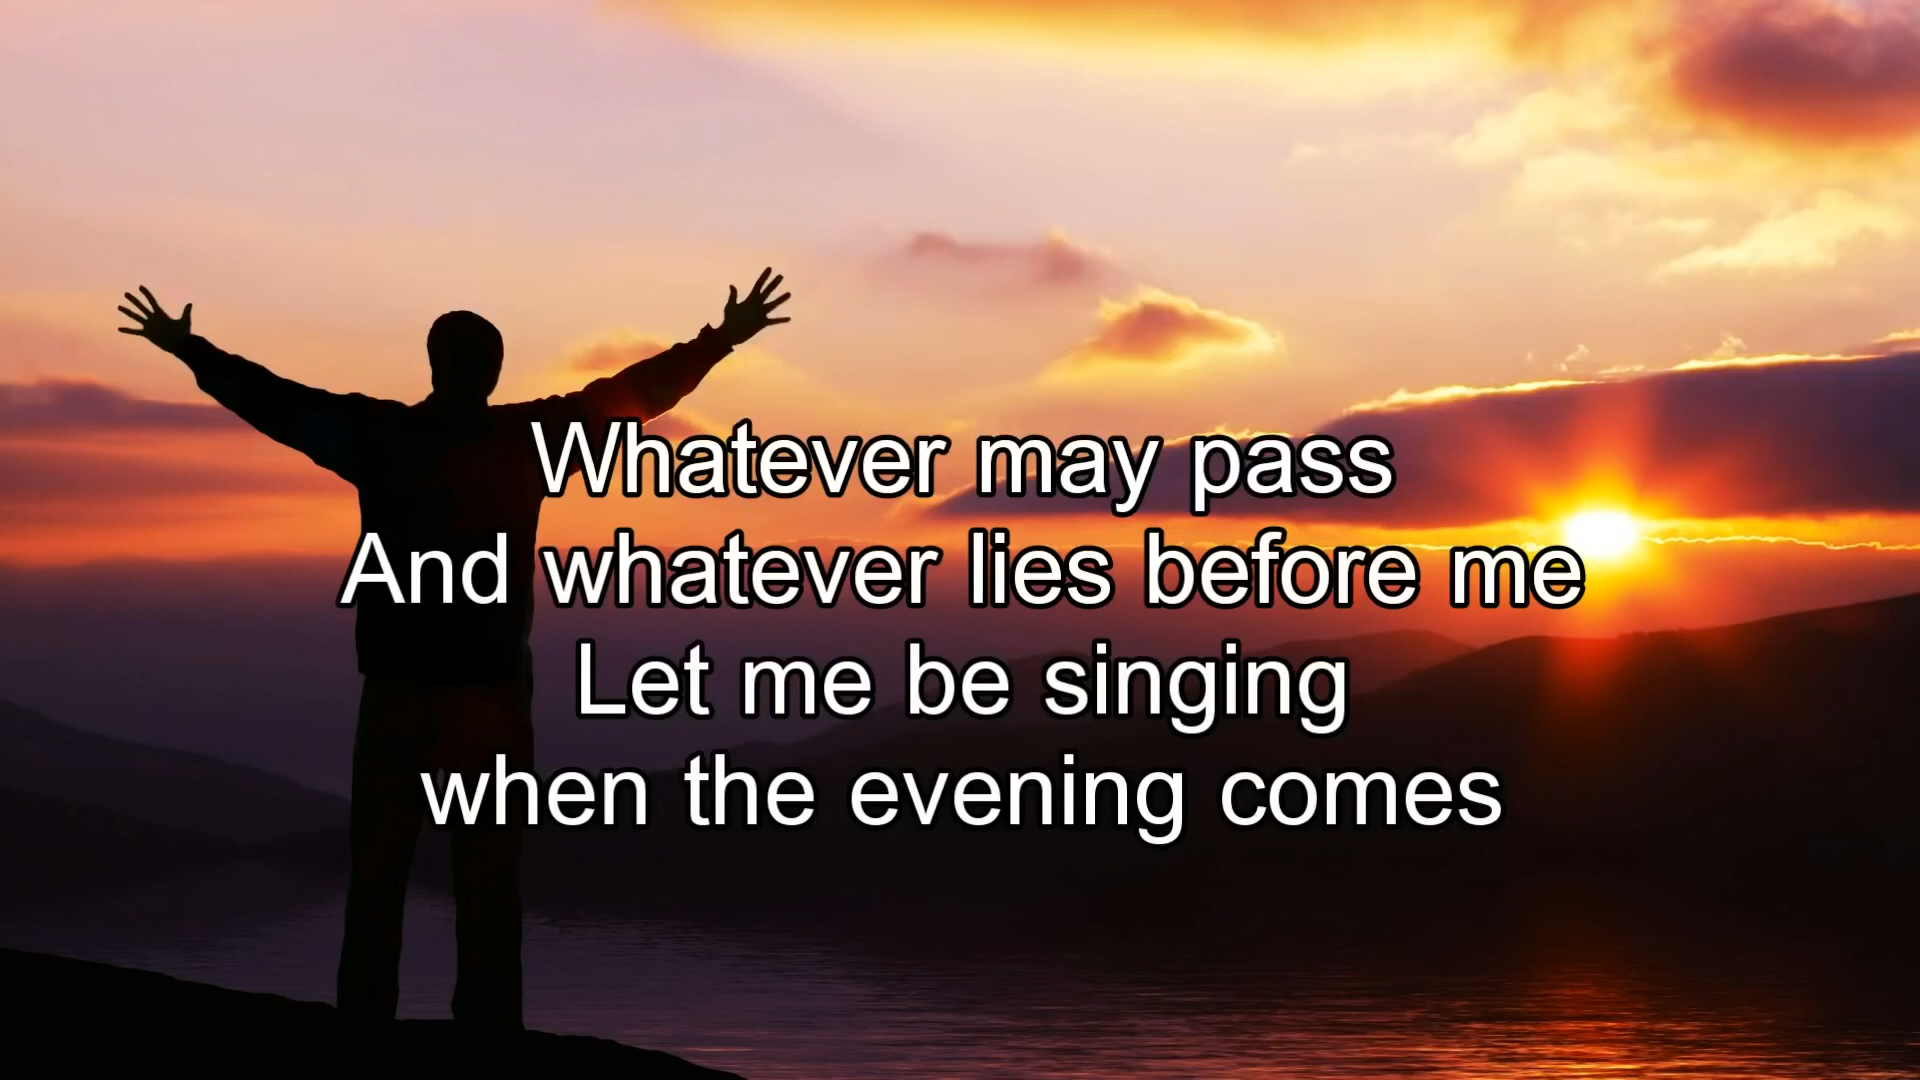 Whatever may pass
And whatever lies before me
Let me be singing
when the evening comes